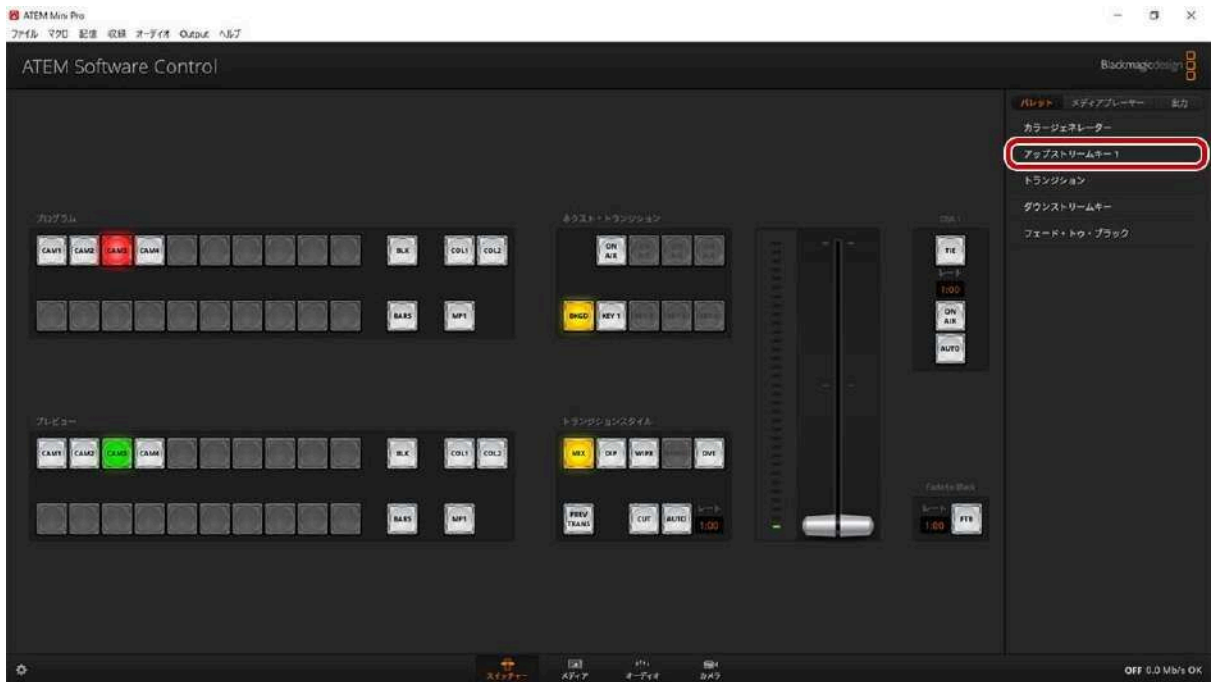 ATEM Mini Pro
ファイル マクロ 配信 収録 オーディオ Output ヘルプ
ATEM Software Control
Blackmagicdesign
パレット メディアプレーヤー 出力
カラージェネレーター
アップストリームキー 1
トランジション
ダウンストリームキー
フェード・トゥ・ブラック
プログラム
CAM1 CAM2 CAM3 CAM4 BLK COL1 COL2
BARS MP1
ネクスト・トランジション
ON AIR
BKGD KEY 1
DSK 1
TIE
レート
1:00
ON AIR
AUTO
プレビュー
CAM1 CAM2 CAM3 CAM4 BLK COL1 COL2
BARS MP1
トランジションスタイル
MIX DIP WIPE DVE
PREV TRANS CUT AUTO レート 1:00
Fade to Black
レート 1:00 FTB
スイッチャー メディア オーディオ カメラ
OFF 0.0 Mb/s OK